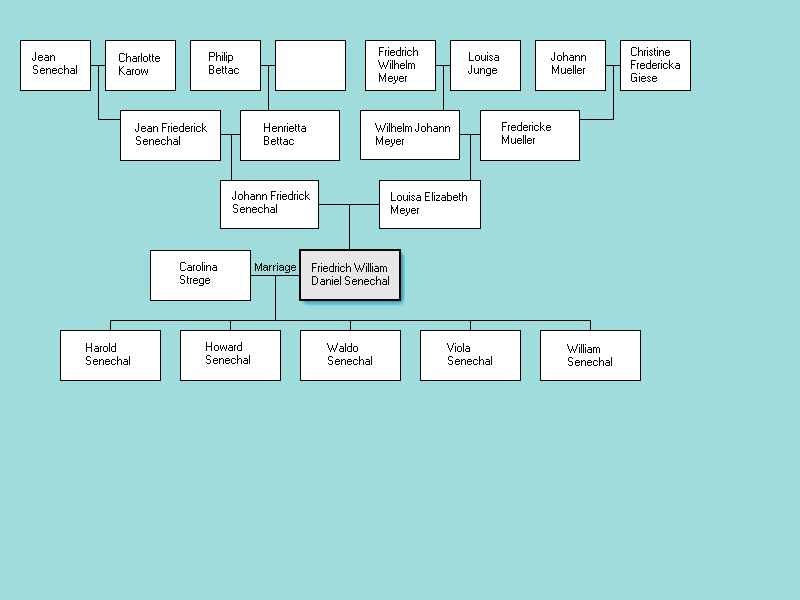 Jean
Senechal
Charlotte
Karow
Philip
Bettac
Friedrich
Wilhelm
Meyer
Louisa
Junge
Johann
Mueller
Christine
Fredericka
Giese
Jean Friederick
Senechal
Henrietta
Bettac
Wilhelm Johann
Meyer
Fredericke
Mueller
Johann Friedrick
Senechal
Louisa Elizabeth
Meyer
Carolina
Strege
Marriage
Friedrich William
Daniel Senechal
Harold
Senechal
Howard
Senechal
Waldo
Senechal
Viola
Senechal
William
Senechal